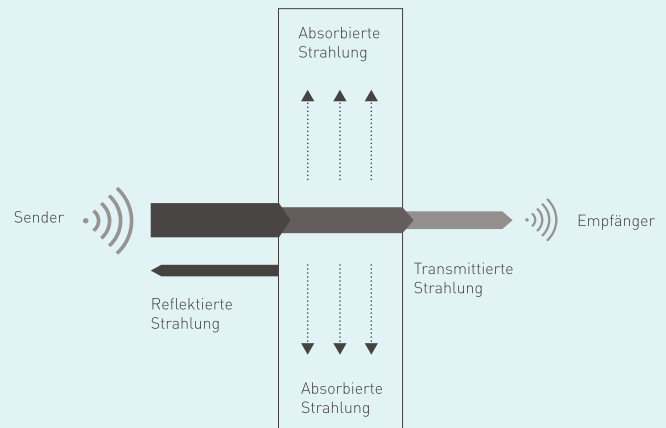 Absorbierte
Strahlung
Sender
Empfänger
Transmittierte
Strahlung
Reflektierte
Strahlung
Absorbierte
Strahlung